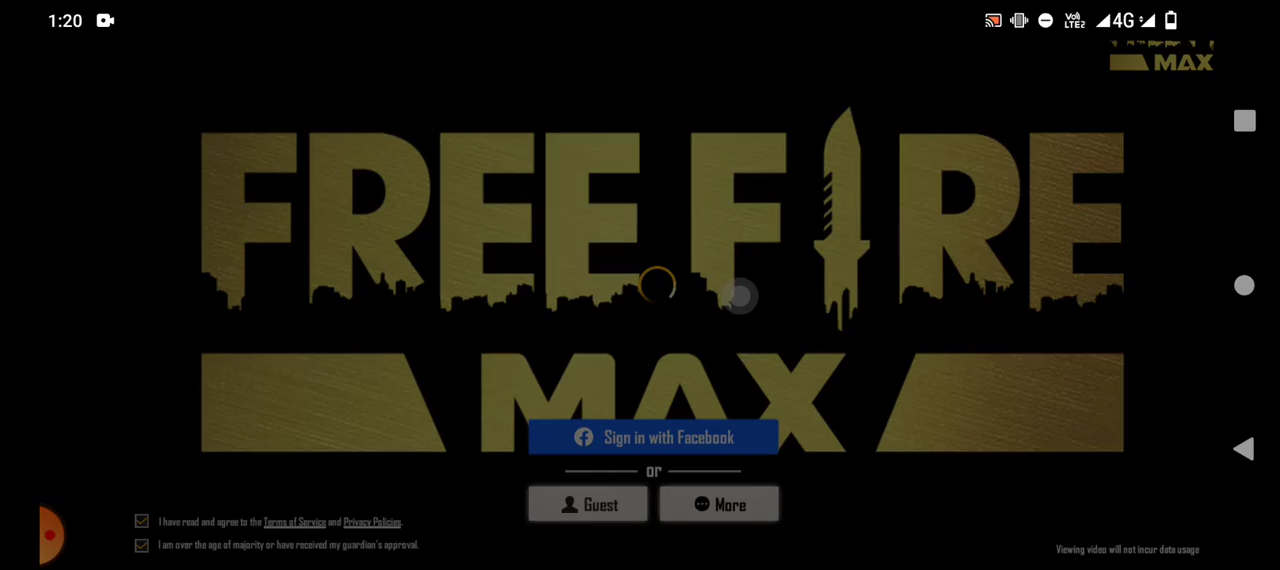 1:20
Vo) LTE2 4G
MAX
FREE FIRE
MAX
Sign in with Facebook
or
Guest
More
I have read and agree to the Terms of Service and Privacy Policies.
I am over the age of majority or have received my guardian's approval.
Viewing video will not incur data usage